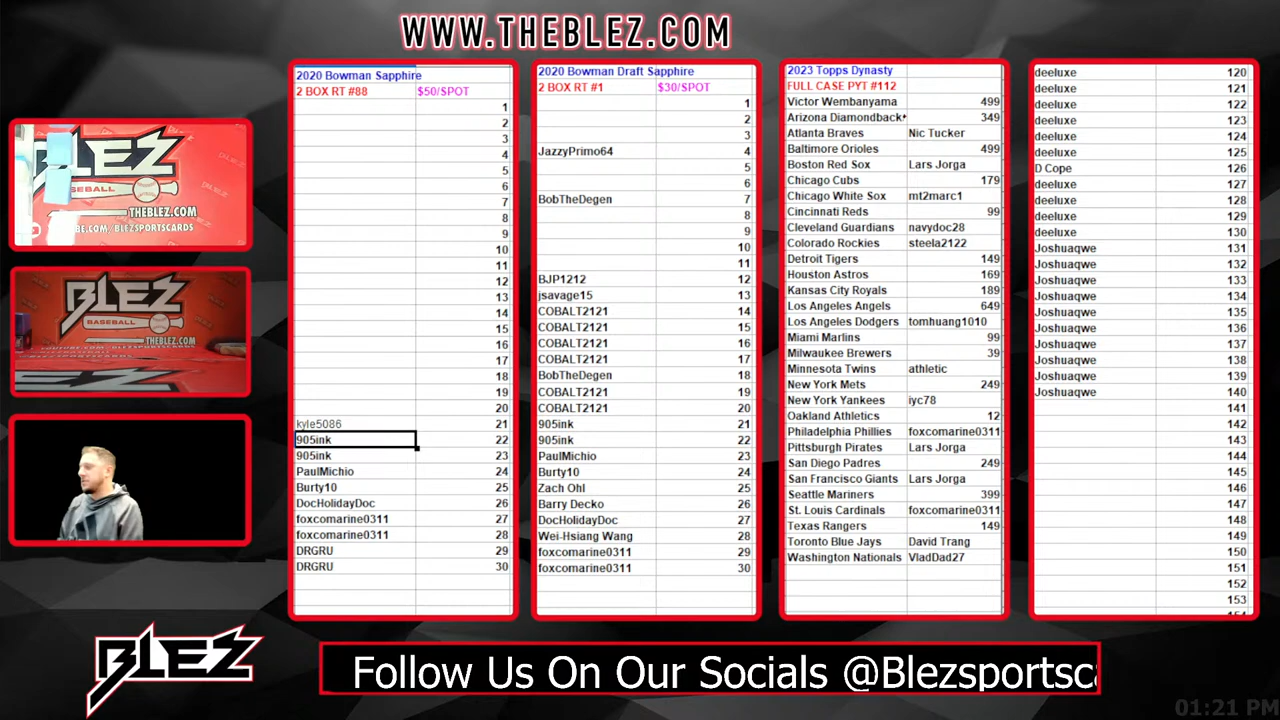 WWW.THEBLEZ.COM
BLEZ
BASEBALL
THEBLEZ.COM
BLEZ
BASEBALL
THEBLEZ.COM
2020 Bowman Sapphire
2 BOX RT #88 $50/SPOT
1
2
3
4
5
6
7
8
9
10
11
12
13
14
15
16
17
18
19
20
kyle5086 21
905ink 22
905ink 23
PaulMichio 24
Burty10 25
DocHolidayDoc 26
foxcomarine0311 27
foxcomarine0311 28
DRGRU 29
DRGRU 30
2020 Bowman Draft Sapphire
2 BOX RT #1 $30/SPOT
1
2
3
JazzyPrimo64 4
5
6
BobTheDegen 7
8
9
10
11
BJP1212 12
jsavage15 13
COBALT2121 14
COBALT2121 15
COBALT2121 16
COBALT2121 17
BobTheDegen 18
COBALT2121 19
COBALT2121 20
905ink 21
905ink 22
PaulMichio 23
Burty10 24
Zach Ohl 25
Barry Decko 26
DocHolidayDoc 27
Wei-Hsiang Wang 28
foxcomarine0311 29
foxcomarine0311 30
2023 Topps Dynasty
FULL CASE PYT #112
Victor Wembanyama 499
Arizona Diamondback 349
Atlanta Braves Nic Tucker
Baltimore Orioles 499
Boston Red Sox Lars Jorga
Chicago Cubs 179
Chicago White Sox mt2marc1
Cincinnati Reds 99
Cleveland Guardians navydoc28
Colorado Rockies steela2122
Detroit Tigers 149
Houston Astros 169
Kansas City Royals 189
Los Angeles Angels 649
Los Angeles Dodgers tomhuang1010
Miami Marlins 99
Milwaukee Brewers 39
Minnesota Twins athletic
New York Mets 249
New York Yankees iyc78
Oakland Athletics 12
Philadelphia Phillies foxcomarine0311
Pittsburgh Pirates Lars Jorga
San Diego Padres 249
San Francisco Giants Lars Jorga
Seattle Mariners 399
St. Louis Cardinals foxcomarine0311
Texas Rangers 149
Toronto Blue Jays David Trang
Washington Nationals VladDad27
deeluxe 120
deeluxe 121
deeluxe 122
deeluxe 123
deeluxe 124
deeluxe 125
D Cope 126
deeluxe 127
deeluxe 128
deeluxe 129
deeluxe 130
Joshuaqwe 131
Joshuaqwe 132
Joshuaqwe 133
Joshuaqwe 134
Joshuaqwe 135
Joshuaqwe 136
Joshuaqwe 137
Joshuaqwe 138
Joshuaqwe 139
Joshuaqwe 140
141
142
143
144
145
146
147
148
149
150
151
152
153
BLEZ
Follow Us On Our Socials @Blezsportsca
01:21 PM